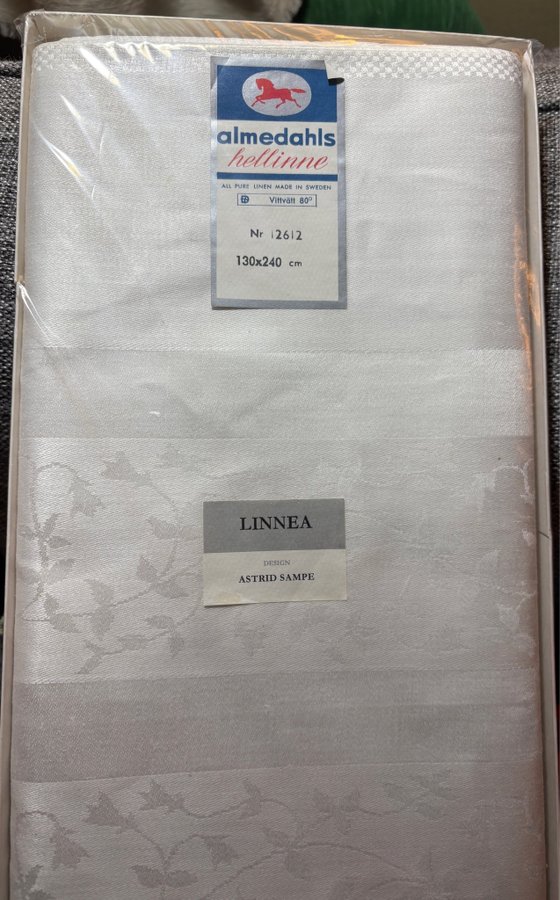 almedahls
hellinne
ALL PURE LINEN MADE IN SWEDEN
Vittvätt 80°
Nr 12612
130x240 cm
LINNEA
DESIGN
ASTRID SAMPE